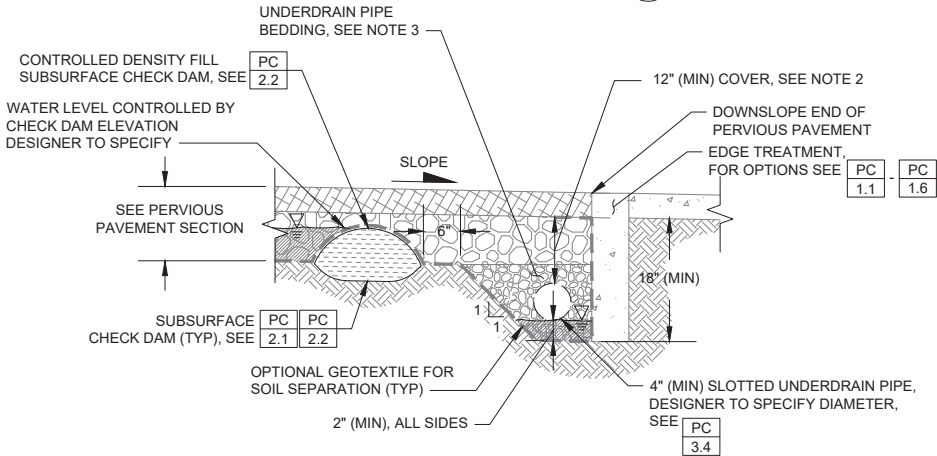 UNDERDRAIN PIPE
BEDDING, SEE NOTE 3
CONTROLLED DENSITY FILL
SUBSURFACE CHECK DAM, SEE
PC
2.2
12" (MIN) COVER, SEE NOTE 2
WATER LEVEL CONTROLLED BY
CHECK DAM ELEVATION
DESIGNER TO SPECIFY
DOWNSLOPE END OF
PERVIOUS PAVEMENT
EDGE TREATMENT,
FOR OPTIONS SEE
PC
1.1
-
PC
1.6
SLOPE
SEE PERVIOUS
PAVEMENT SECTION
6"
18" (MIN)
1
1
SUBSURFACE
CHECK DAM (TYP), SEE
PC
2.1
PC
2.2
OPTIONAL GEOTEXTILE FOR
SOIL SEPARATION (TYP)
2" (MIN), ALL SIDES
4" (MIN) SLOTTED UNDERDRAIN PIPE,
DESIGNER TO SPECIFY DIAMETER,
SEE
PC
3.4